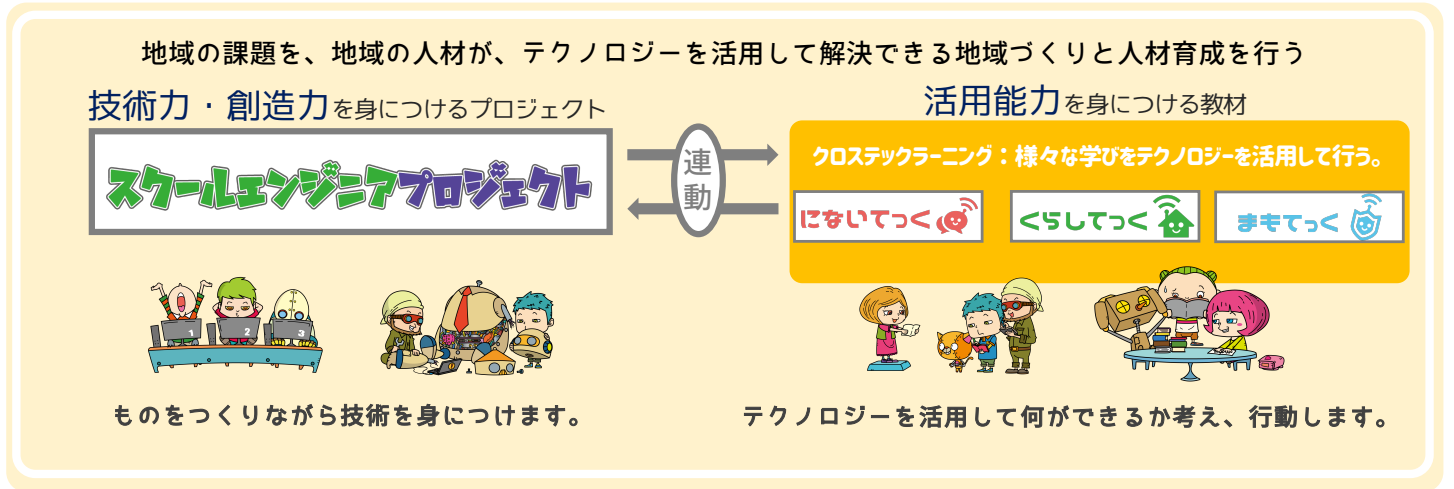 地域の課題を、地域の人材が、テクノロジーを活用して解決できる地域づくりと人材育成を行う
技術力・創造力を身につけるプロジェクト
スクールエンジニアプロジェクト
連動
活用能力を身につける教材
クロステックラーニング:様々な学びをテクノロジーを活用して行う。
にないてっく
くらしてっく
まもてっく
1
2
3
ものをつくりながら技術を身につけます。
テクノロジーを活用して何ができるか考え、行動します。